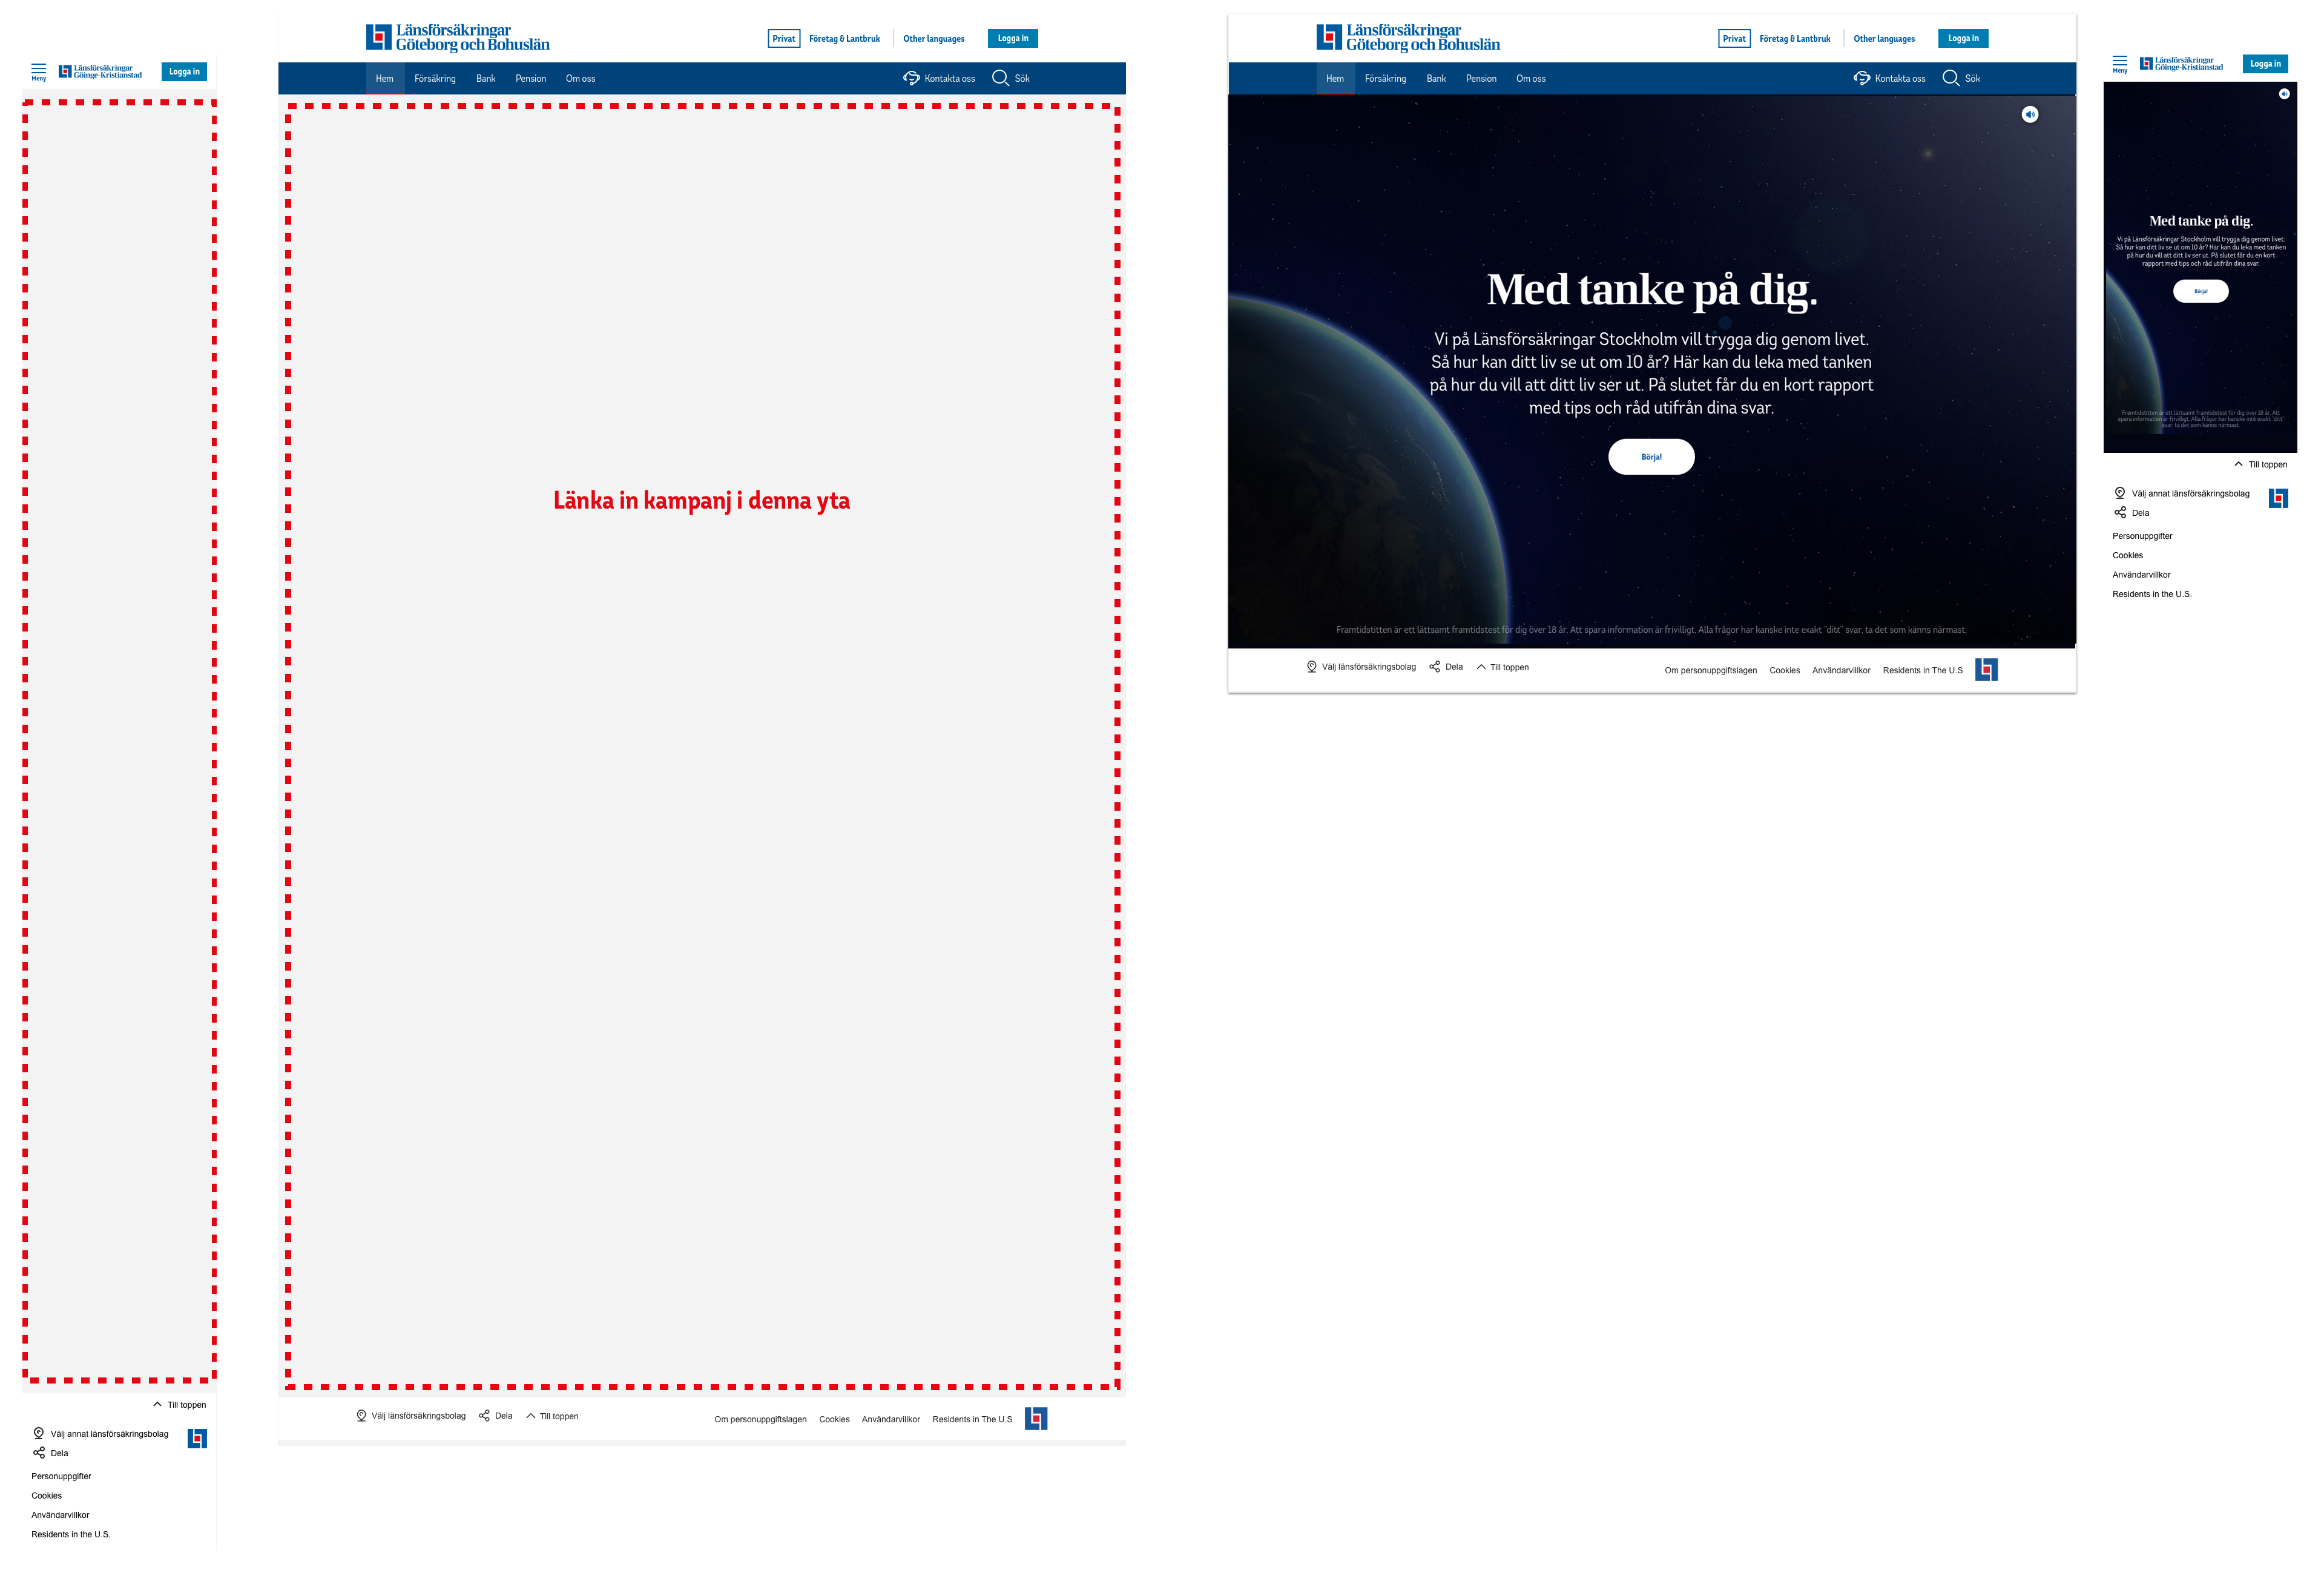 Meny
Länsförsäkringar
Göinge-Kristianstad
Logga in
Till toppen
Välj annat länsförsäkringsbolag
Dela
Personuppgifter
Cookies
Användarvillkor
Residents in the U.S.
Länsförsäkringar
Göteborg och Bohuslän
Privat
Företag & Lantbruk
Other languages
Logga in
Hem Försäkring Bank Pension Om oss Kontakta oss Sök
Länka in kampanj i denna yta
Välj länsförsäkringsbolag Dela Till toppen Om personuppgiftslagen Cookies Användarvillkor Residents in The U.S
Länsförsäkringar
Göteborg och Bohuslän
Privat
Företag & Lantbruk
Other languages
Logga in
Hem Försäkring Bank Pension Om oss Kontakta oss Sök
Med tanke på dig.
Vi på Länsförsäkringar Stockholm vill trygga dig genom livet.
Så hur kan ditt liv se ut om 10 år? Här kan du leka med tanken
på hur du vill att ditt liv ser ut. På slutet får du en kort rapport
med tips och råd utifrån dina svar.
Börja!
Framtidstitten är ett lättsamt framtidstest för dig över 18 år. Att spara information är frivilligt. Alla frågor har kanske inte exakt "ditt" svar, ta det som känns närmast.
Välj länsförsäkringsbolag Dela Till toppen Om personuppgiftslagen Cookies Användarvillkor Residents in The U.S
Meny
Länsförsäkringar
Göinge-Kristianstad
Logga in
Med tanke på dig.
Vi på Länsförsäkringar Stockholm vill trygga dig genom livet.
Så hur kan ditt liv se ut om 10 år? Här kan du leka med tanken
på hur du vill att ditt liv ser ut. På slutet får du en kort
rapport med tips och råd utifrån dina svar.
Börja!
Framtidstitten är ett lättsamt framtidstest för dig över 18 år. Att
spara information är frivilligt. Alla frågor har kanske inte exakt "ditt"
svar, ta det som känns närmast.
Till toppen
Välj annat länsförsäkringsbolag
Dela
Personuppgifter
Cookies
Användarvillkor
Residents in the U.S.